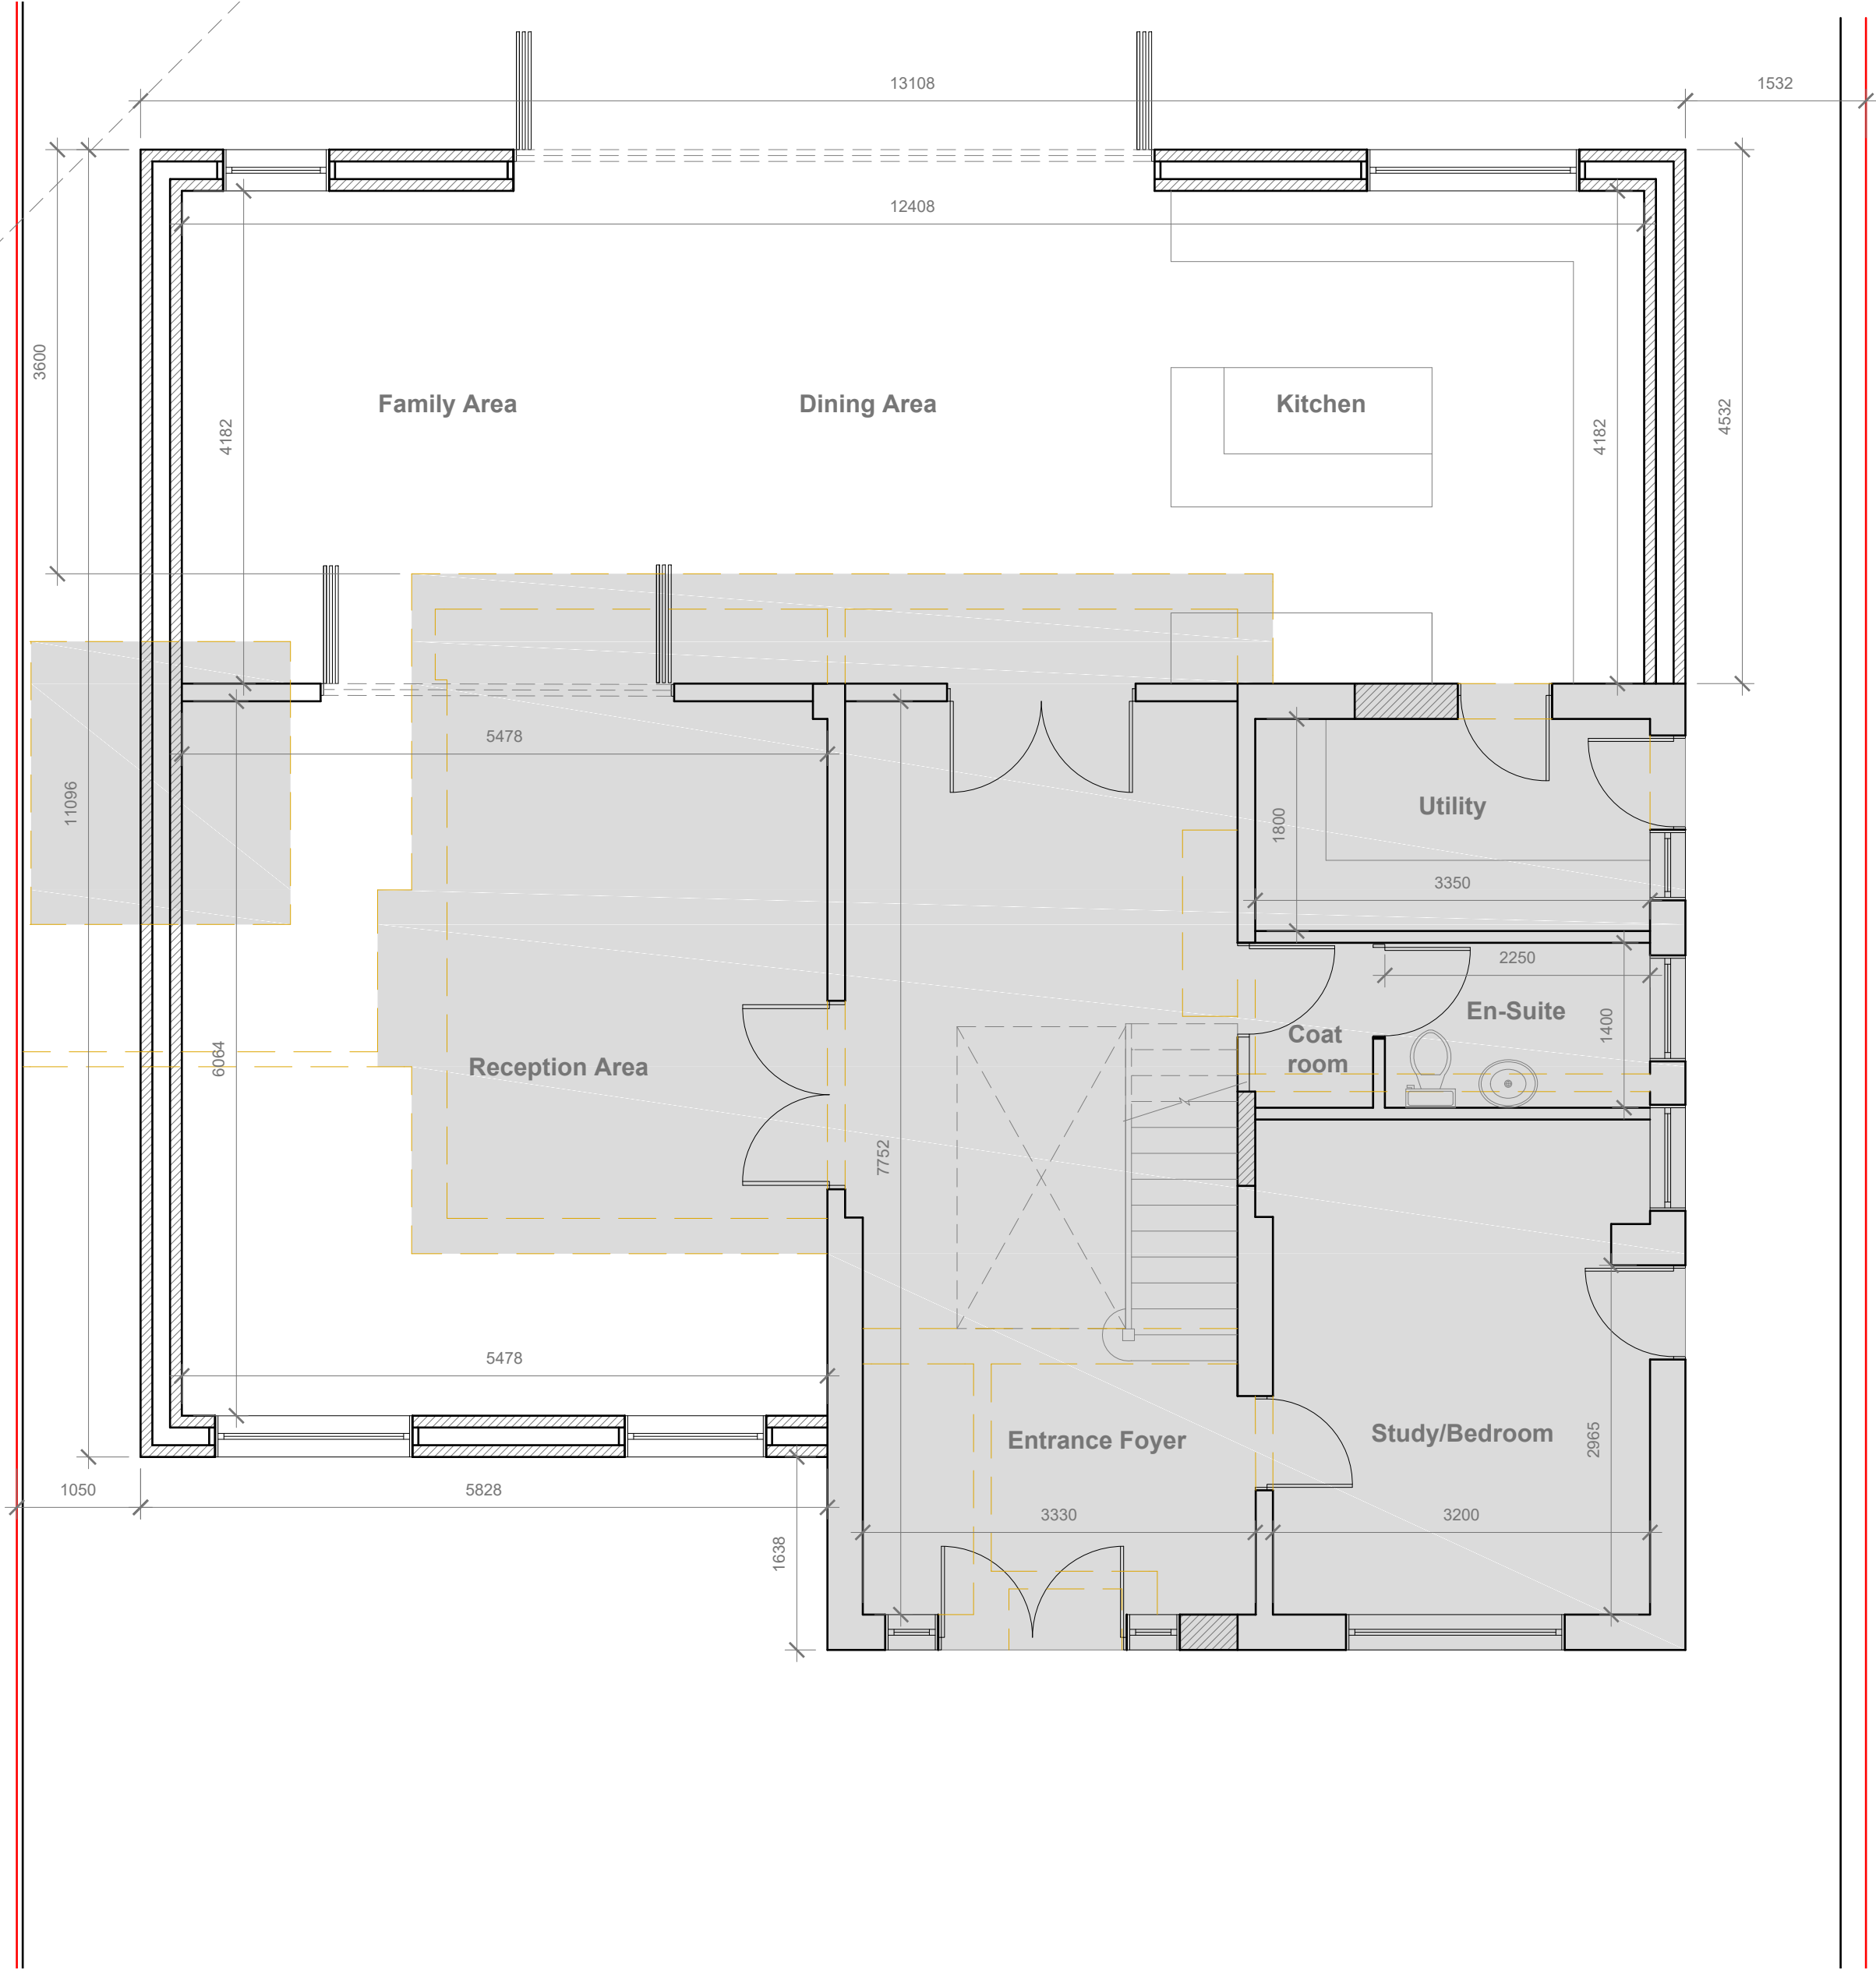 13108
1532
12408
3600
Family Area
Dining Area
Kitchen
4182
4182
4532
5478
11096
Utility
1800
3350
2250
En-Suite
1400
Coat
room
Reception Area
6064
7752
5478
Entrance Foyer
Study/Bedroom
2965
1050
5828
3330
3200
1638